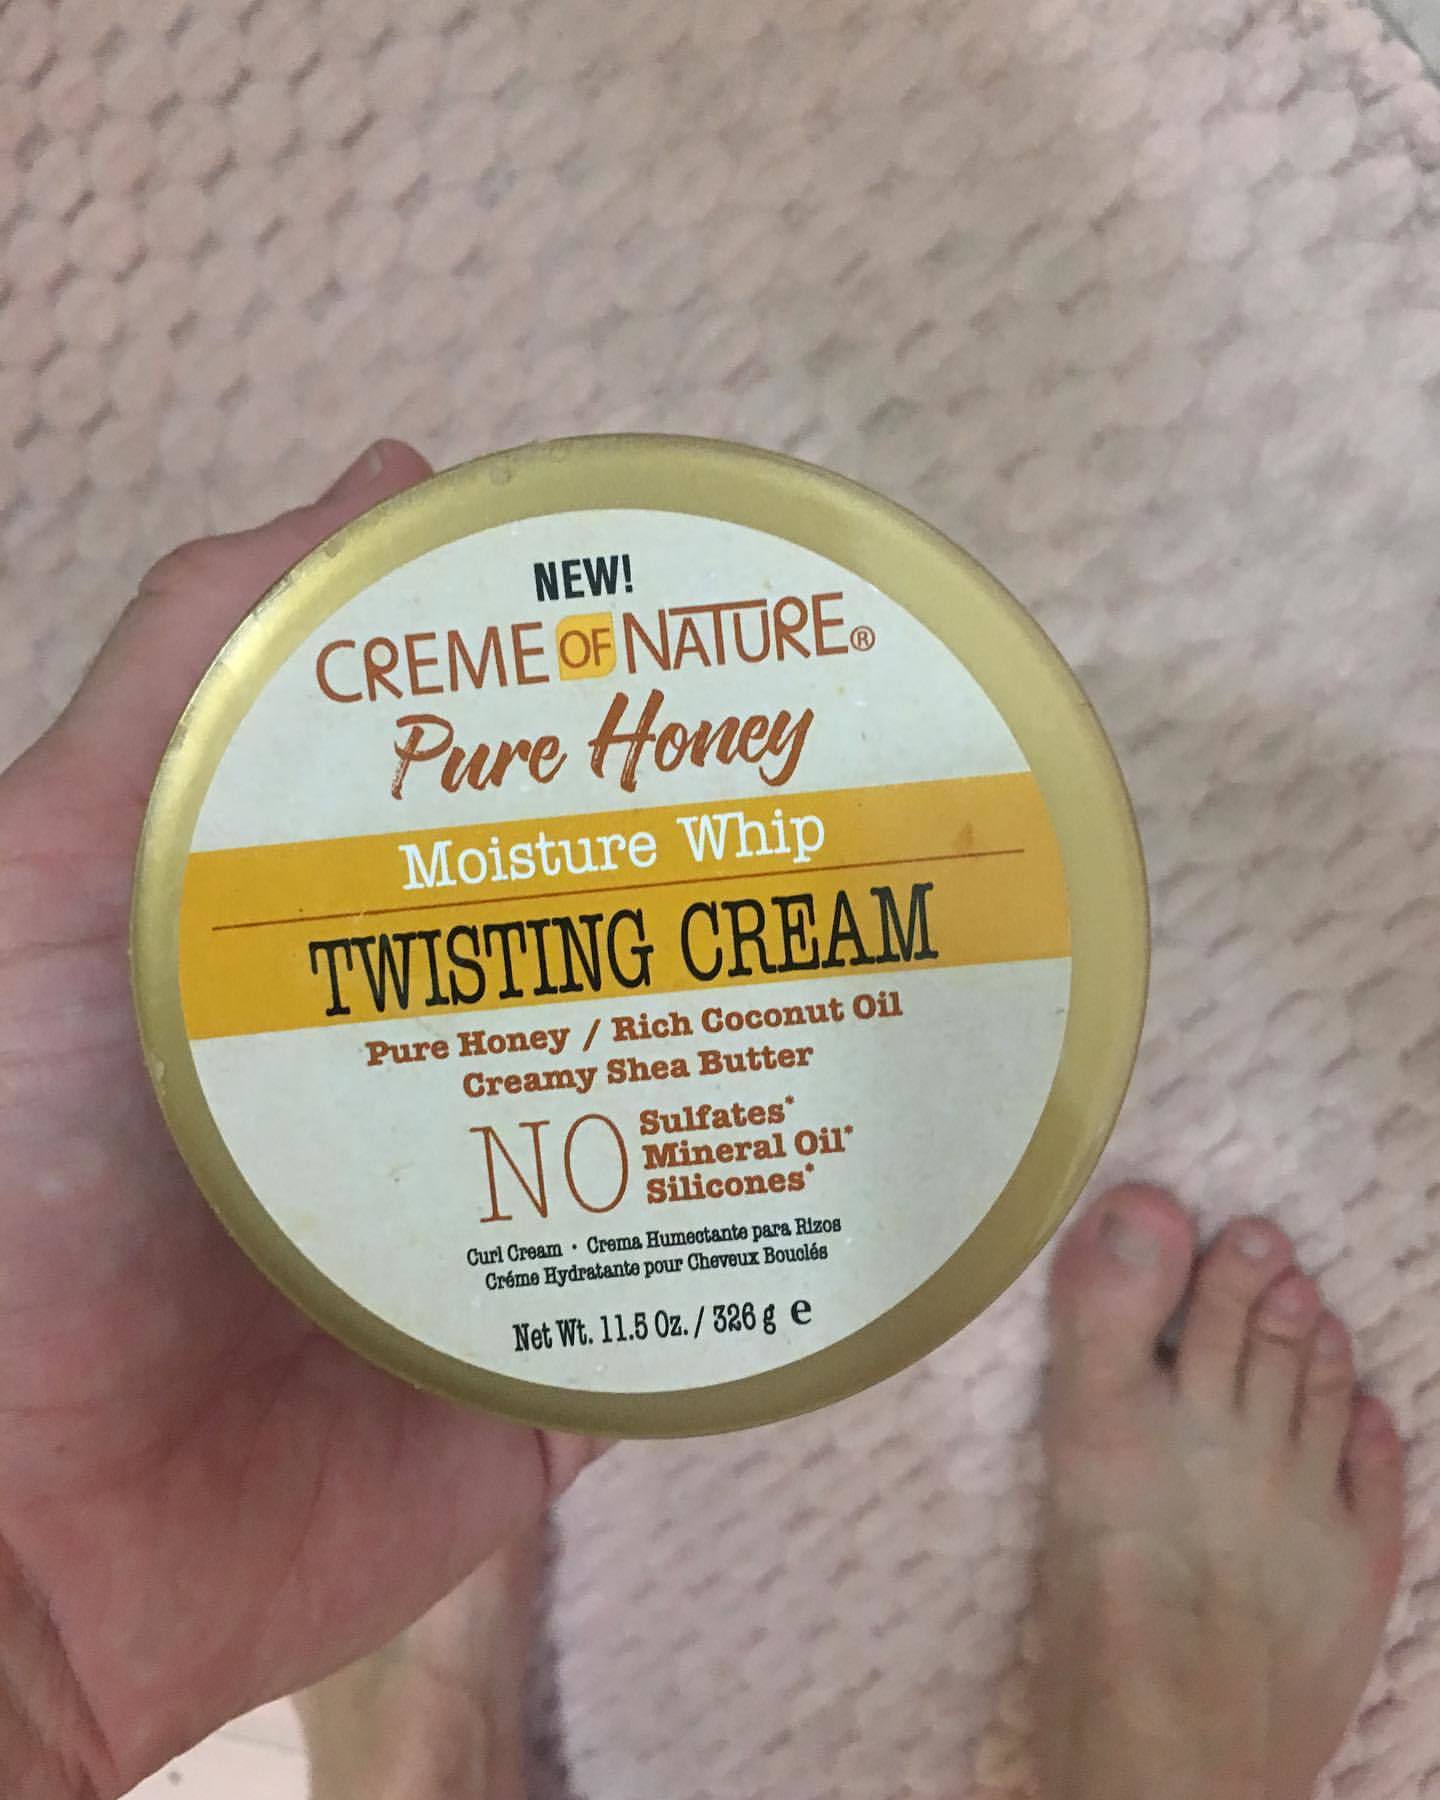 NEW!
CREME OF NATURE®
Pure Honey
Moisture Whip
TWISTING CREAM
Pure Honey / Rich Coconut Oil
Creamy Shea Butter
NO
Sulfates*
Mineral Oil*
Silicones*
Curl Cream · Crema Humectante para Rizos
Créme Hydratante pour Cheveux Bouclés
Net Wt. 11.5 Oz. / 326 g e